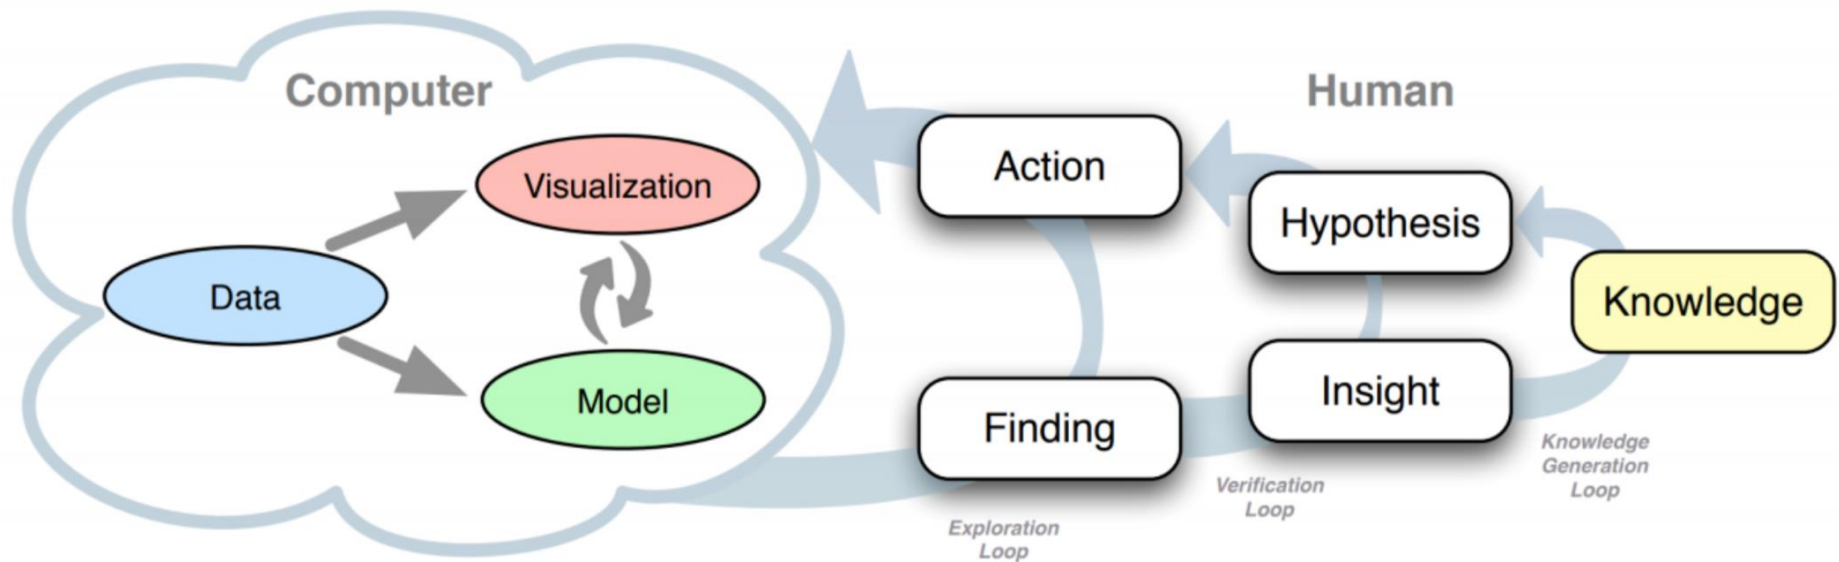 Computer
Human
Visualization
Action
Hypothesis
Data
Knowledge
Model
Finding
Insight
Exploration
Loop
Verification
Loop
Knowledge
Generation
Loop